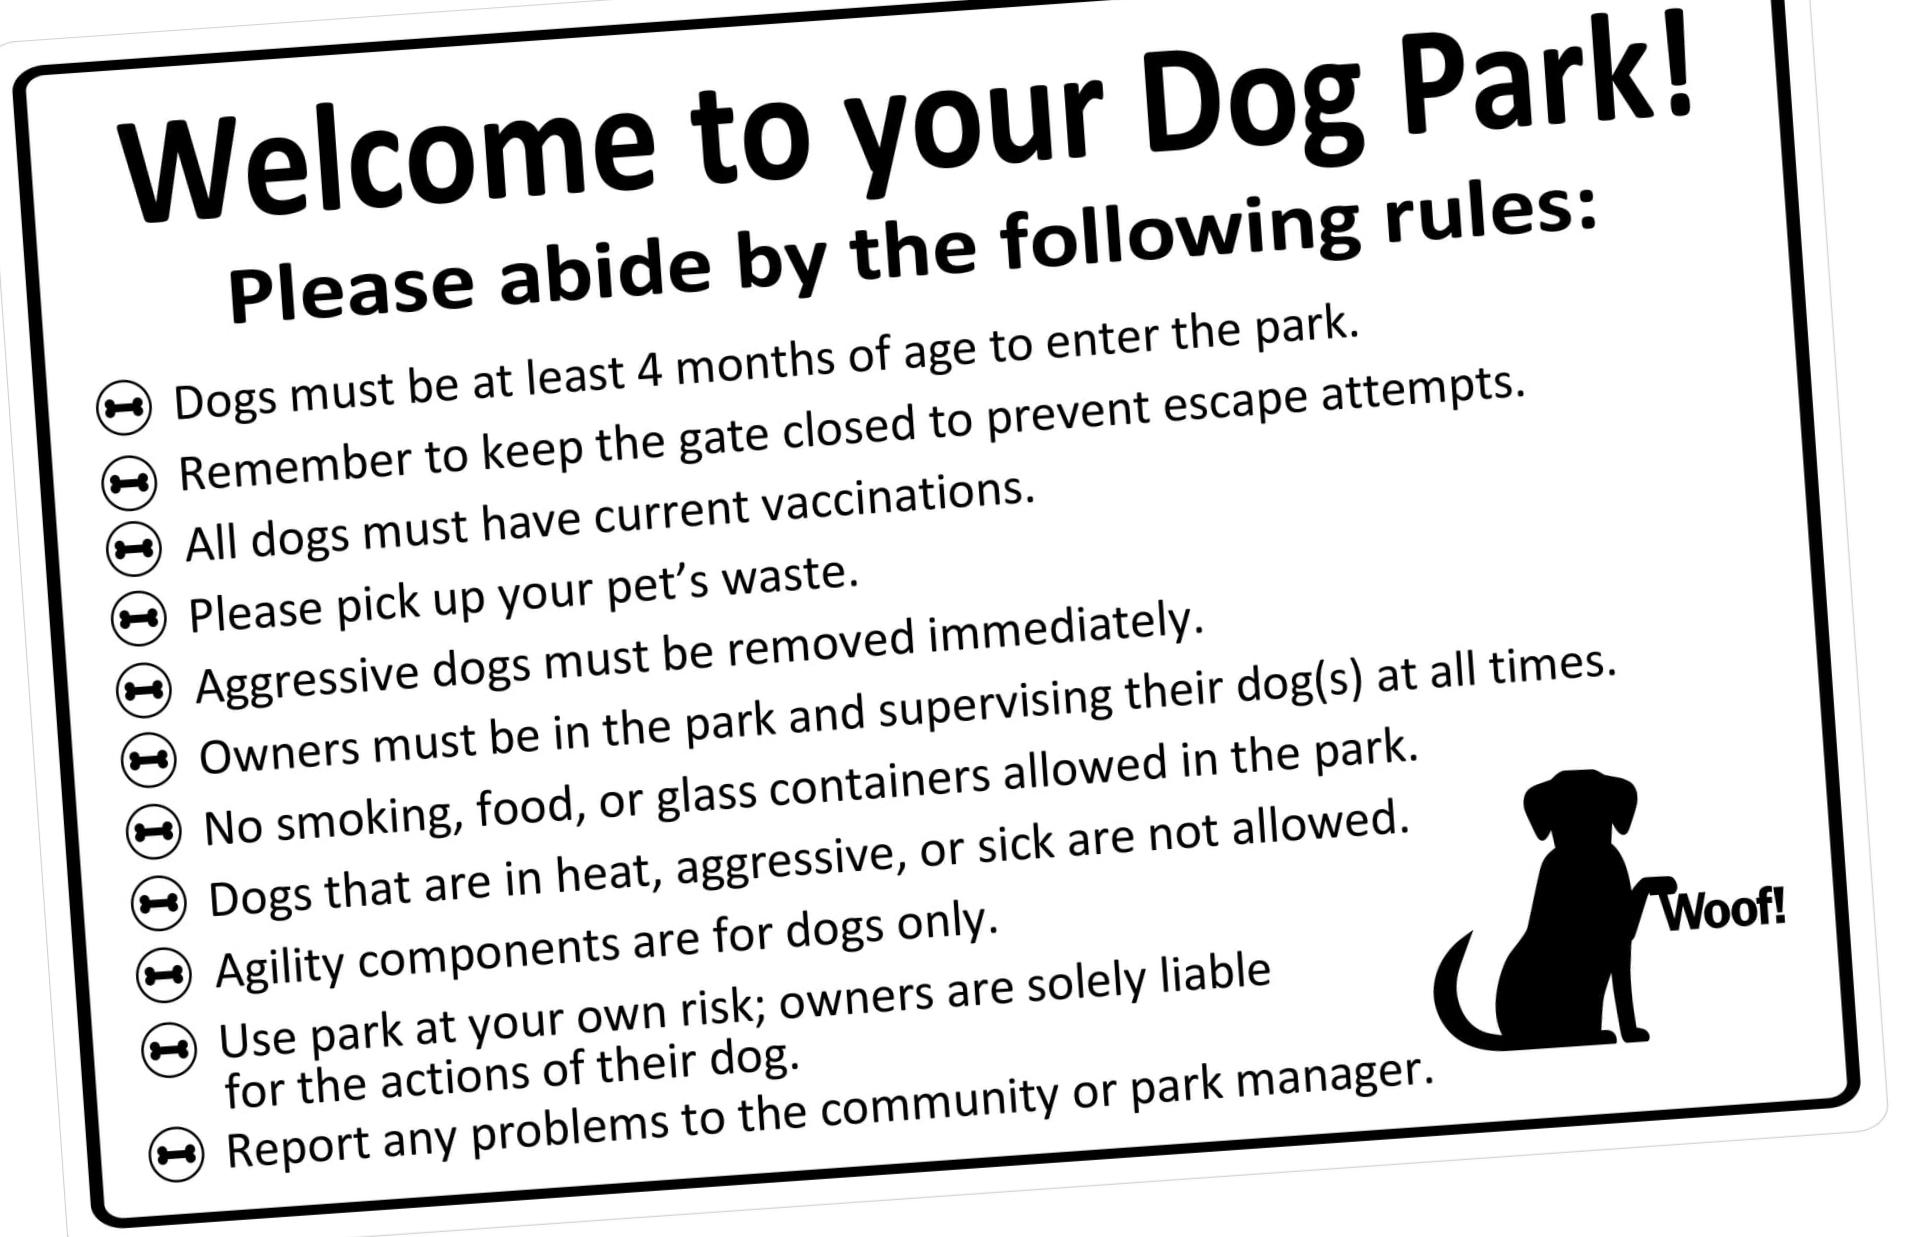 Welcome to your Dog Park!
Please abide by the following rules:
Dogs must be at least 4 months of age to enter the park.
Remember to keep the gate closed to prevent escape attempts.
All dogs must have current vaccinations.
Please pick up your pet’s waste.
Aggressive dogs must be removed immediately.
Owners must be in the park and supervising their dog(s) at all times.
No smoking, food, or glass containers allowed in the park.
Dogs that are in heat, aggressive, or sick are not allowed.
Agility components are for dogs only.
Use park at your own risk; owners are solely liable
for the actions of their dog.
Report any problems to the community or park manager.
Woof!